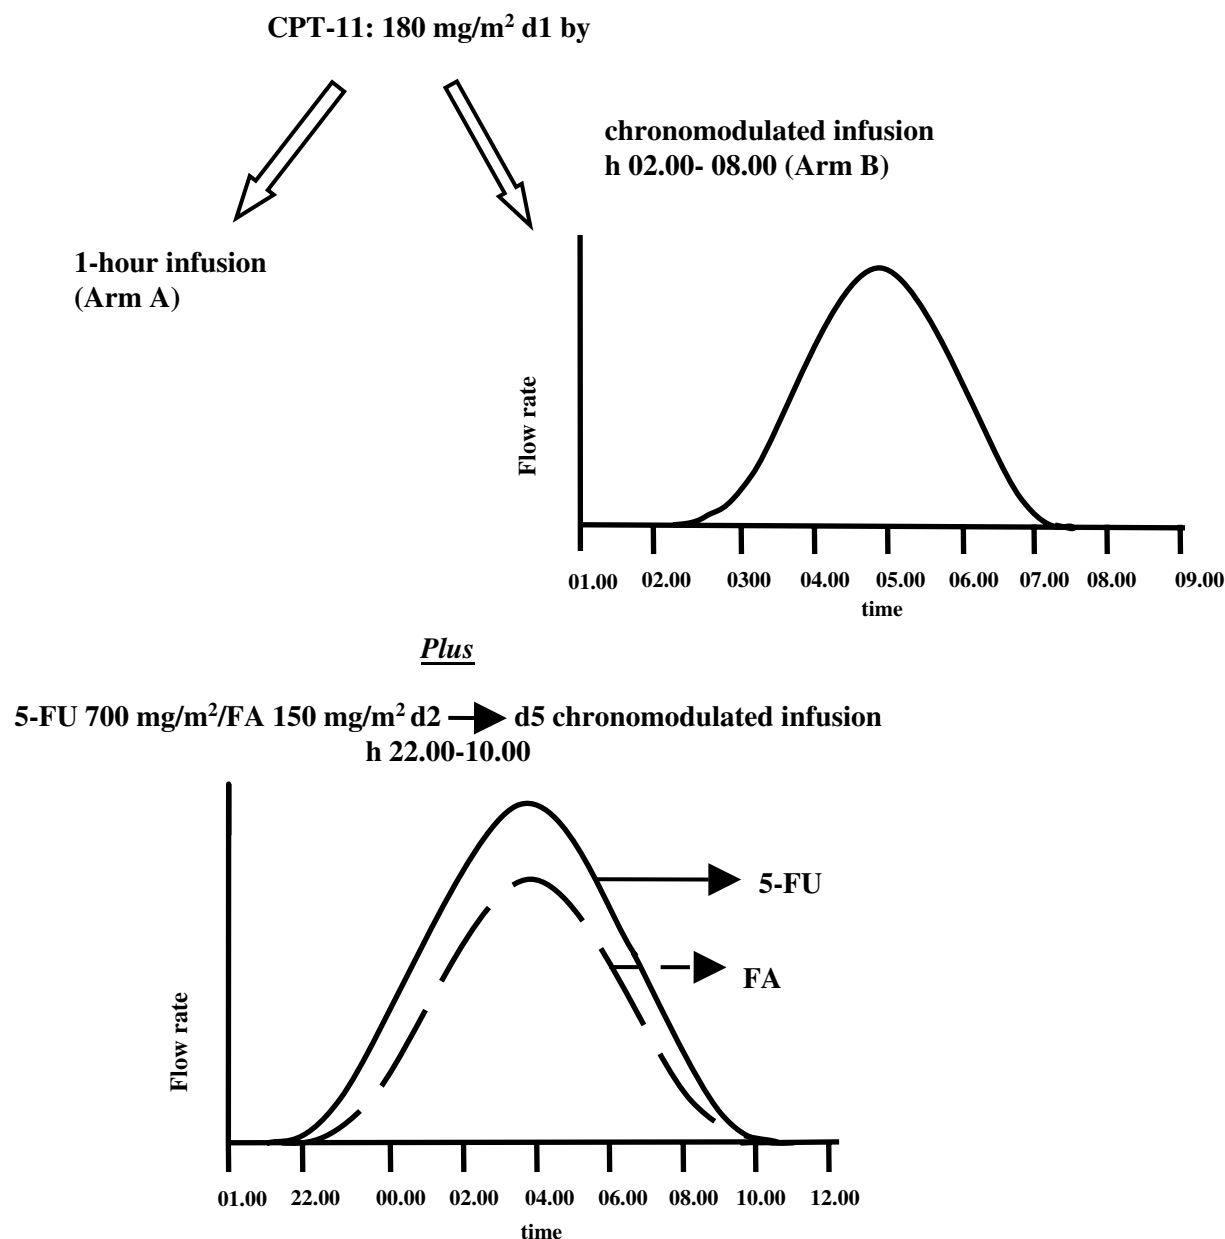 CPT-11: 180 mg/m² d1 by
chronomodulated infusion
h 02.00- 08.00 (Arm B)
1-hour infusion
(Arm A)
Flow rate
01.00 02.00 0300 04.00 05.00 06.00 07.00 08.00 09.00
time
Plus
5-FU 700 mg/m²/FA 150 mg/m² d2 d5 chronomodulated infusion
h 22.00-10.00
5-FU
FA
Flow rate
01.00 22.00 00.00 02.00 04.00 06.00 08.00 10.00 12.00
time